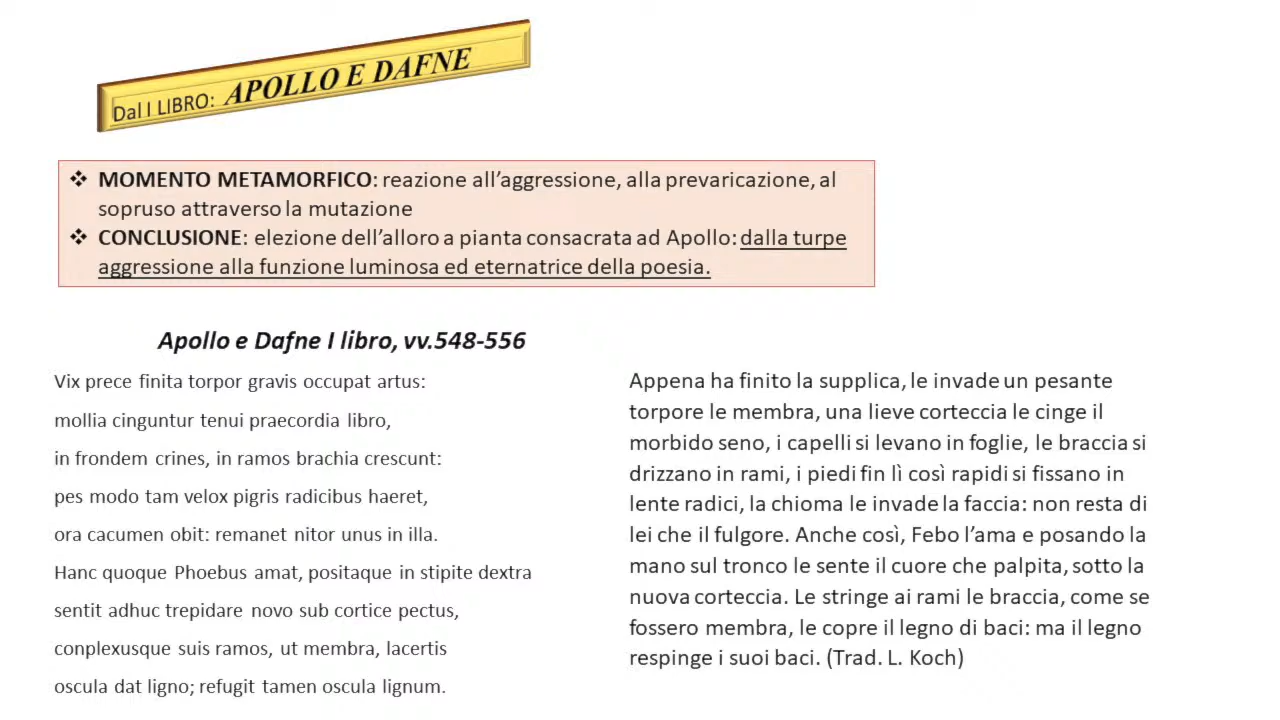 Dal I LIBRO: APOLLO E DAFNE
❖ MOMENTO METAMORFICO: reazione all’aggressione, alla prevaricazione, al
sopruso attraverso la mutazione
❖ CONCLUSIONE: elezione dell’alloro a pianta consacrata ad Apollo: dalla turpe
aggressione alla funzione luminosa ed eternatrice della poesia.
Apollo e Dafne I libro, vv.548-556
Vix prece finita torpor gravis occupat artus:
mollia cinguntur tenui praecordia libro,
in frondem crines, in ramos brachia crescunt:
pes modo tam velox pigris radicibus haeret,
ora cacumen obit: remanet nitor unus in illa.
Hanc quoque Phoebus amat, positaque in stipite dextra
sentit adhuc trepidare novo sub cortice pectus,
conplexusque suis ramos, ut membra, lacertis
oscula dat ligno; refugit tamen oscula lignum.
Appena ha finito la supplica, le invade un pesante
torpore le membra, una lieve corteccia le cinge il
morbido seno, i capelli si levano in foglie, le braccia si
drizzano in rami, i piedi fin lì così rapidi si fissano in
lente radici, la chioma le invade la faccia: non resta di
lei che il fulgore. Anche così, Febo l’ama e posando la
mano sul tronco le sente il cuore che palpita, sotto la
nuova corteccia. Le stringe ai rami le braccia, come se
fossero membra, le copre il legno di baci: ma il legno
respinge i suoi baci. (Trad. L. Koch)